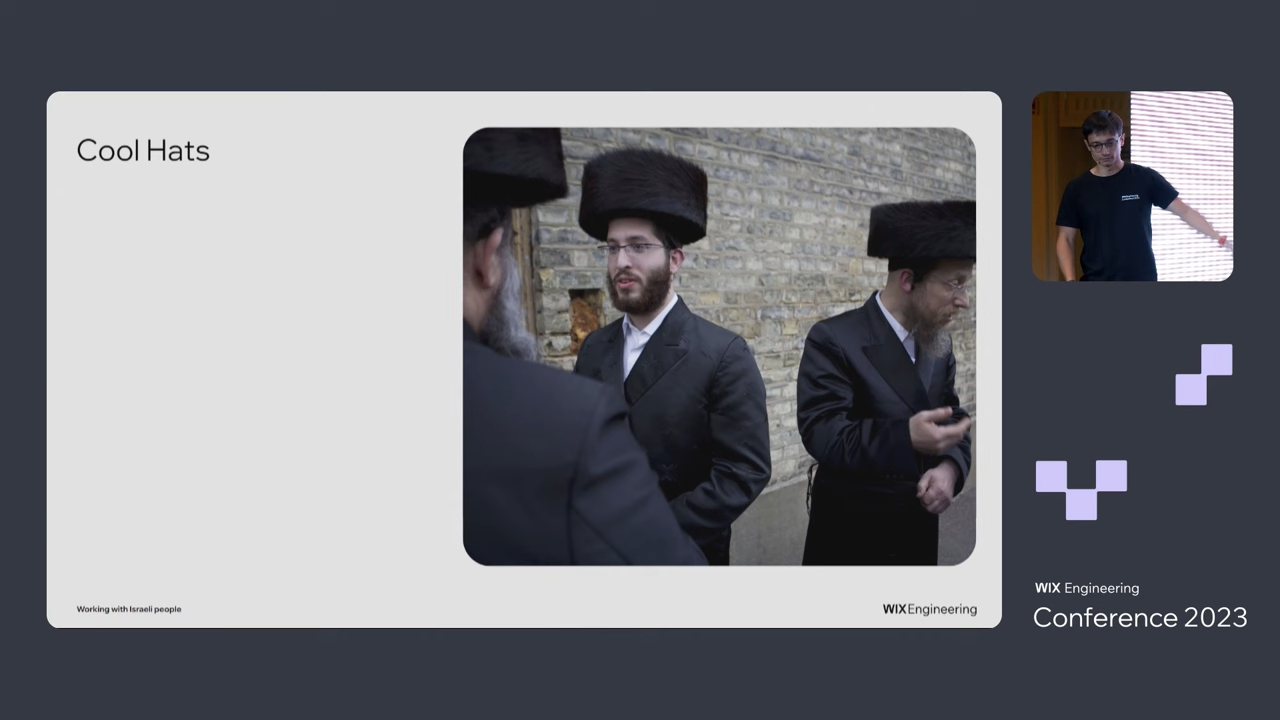 Cool Hats
Working with Israeli people
WIX Engineering
WIX Engineering
Conference 2023